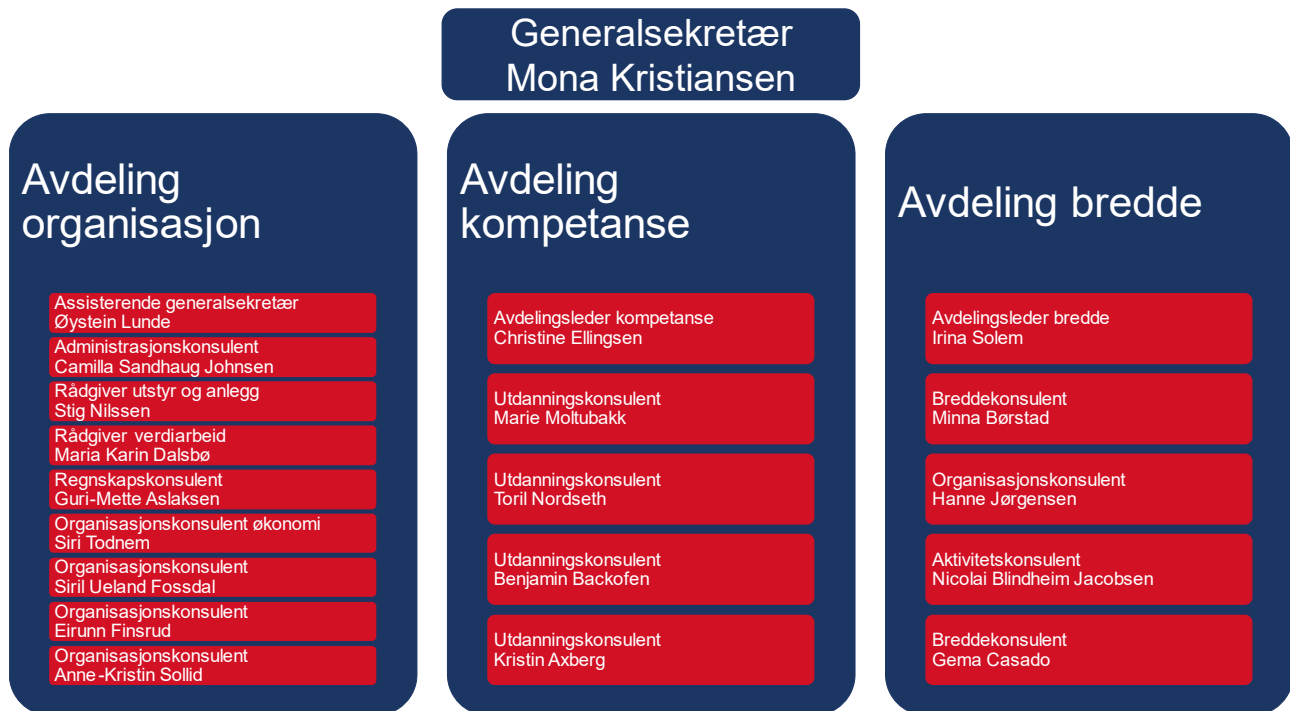 Generalsekretær
Mona Kristiansen
Avdeling
organisasjon
Assisterende generalsekretær
Øystein Lunde
Administrasjonskonsulent
Camilla Sandhaug Johnsen
Rådgiver utstyr og anlegg
Stig Nilssen
Rådgiver verdiarbeid
Maria Karin Dalsbø
Regnskapskonsulent
Guri-Mette Aslaksen
Organisasjonskonsulent økonomi
Siri Todnem
Organisasjonskonsulent
Siril Ueland Fossdal
Organisasjonskonsulent
Eirunn Finsrud
Organisasjonskonsulent
Anne-Kristin Sollid
Avdeling
kompetanse
Avdelingsleder kompetanse
Christine Ellingsen
Utdanningskonsulent
Marie Moltubakk
Utdanningskonsulent
Toril Nordseth
Utdanningkonsulent
Benjamin Backofen
Utdanningskonsulent
Kristin Axberg
Avdeling bredde
Avdelingsleder bredde
Irina Solem
Breddekonsulent
Minna Børstad
Organisasjonskonsulent
Hanne Jørgensen
Aktivitetskonsulent
Nicolai Blindheim Jacobsen
Breddekonsulent
Gema Casado